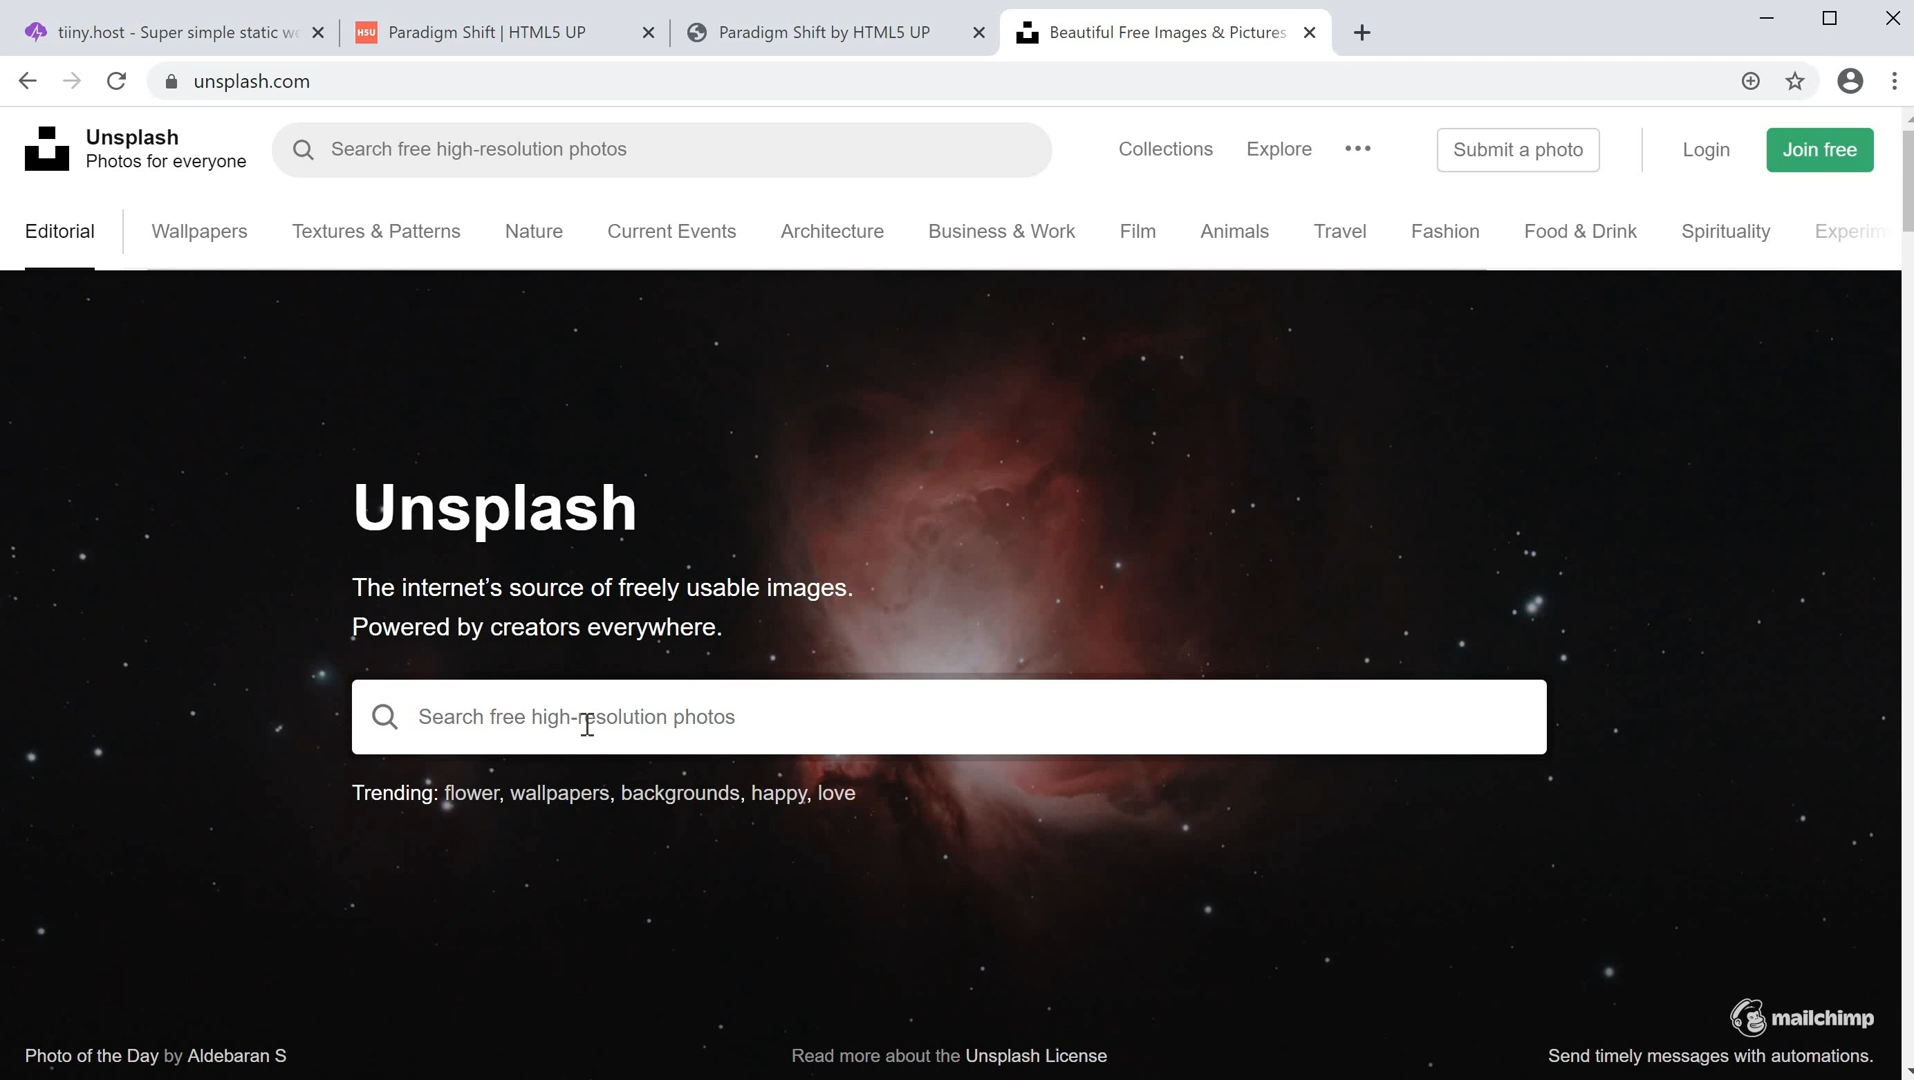 tiiny.host - Super simple static we
Paradigm Shift | HTML5 UP
Paradigm Shift by HTML5 UP
Beautiful Free Images & Pictures
H5U
unsplash.com
Unsplash
Photos for everyone
Search free high-resolution photos
Collections
Explore
Submit a photo
Login
Join free
Editorial
Wallpapers
Textures & Patterns
Nature
Current Events
Architecture
Business & Work
Film
Animals
Travel
Fashion
Food & Drink
Spirituality
Experim
Unsplash
The internet’s source of freely usable images.
Powered by creators everywhere.
Search free high-resolution photos
Trending: flower, wallpapers, backgrounds, happy, love
mailchimp
Photo of the Day by Aldebaran S
Read more about the Unsplash License
Send timely messages with automations.